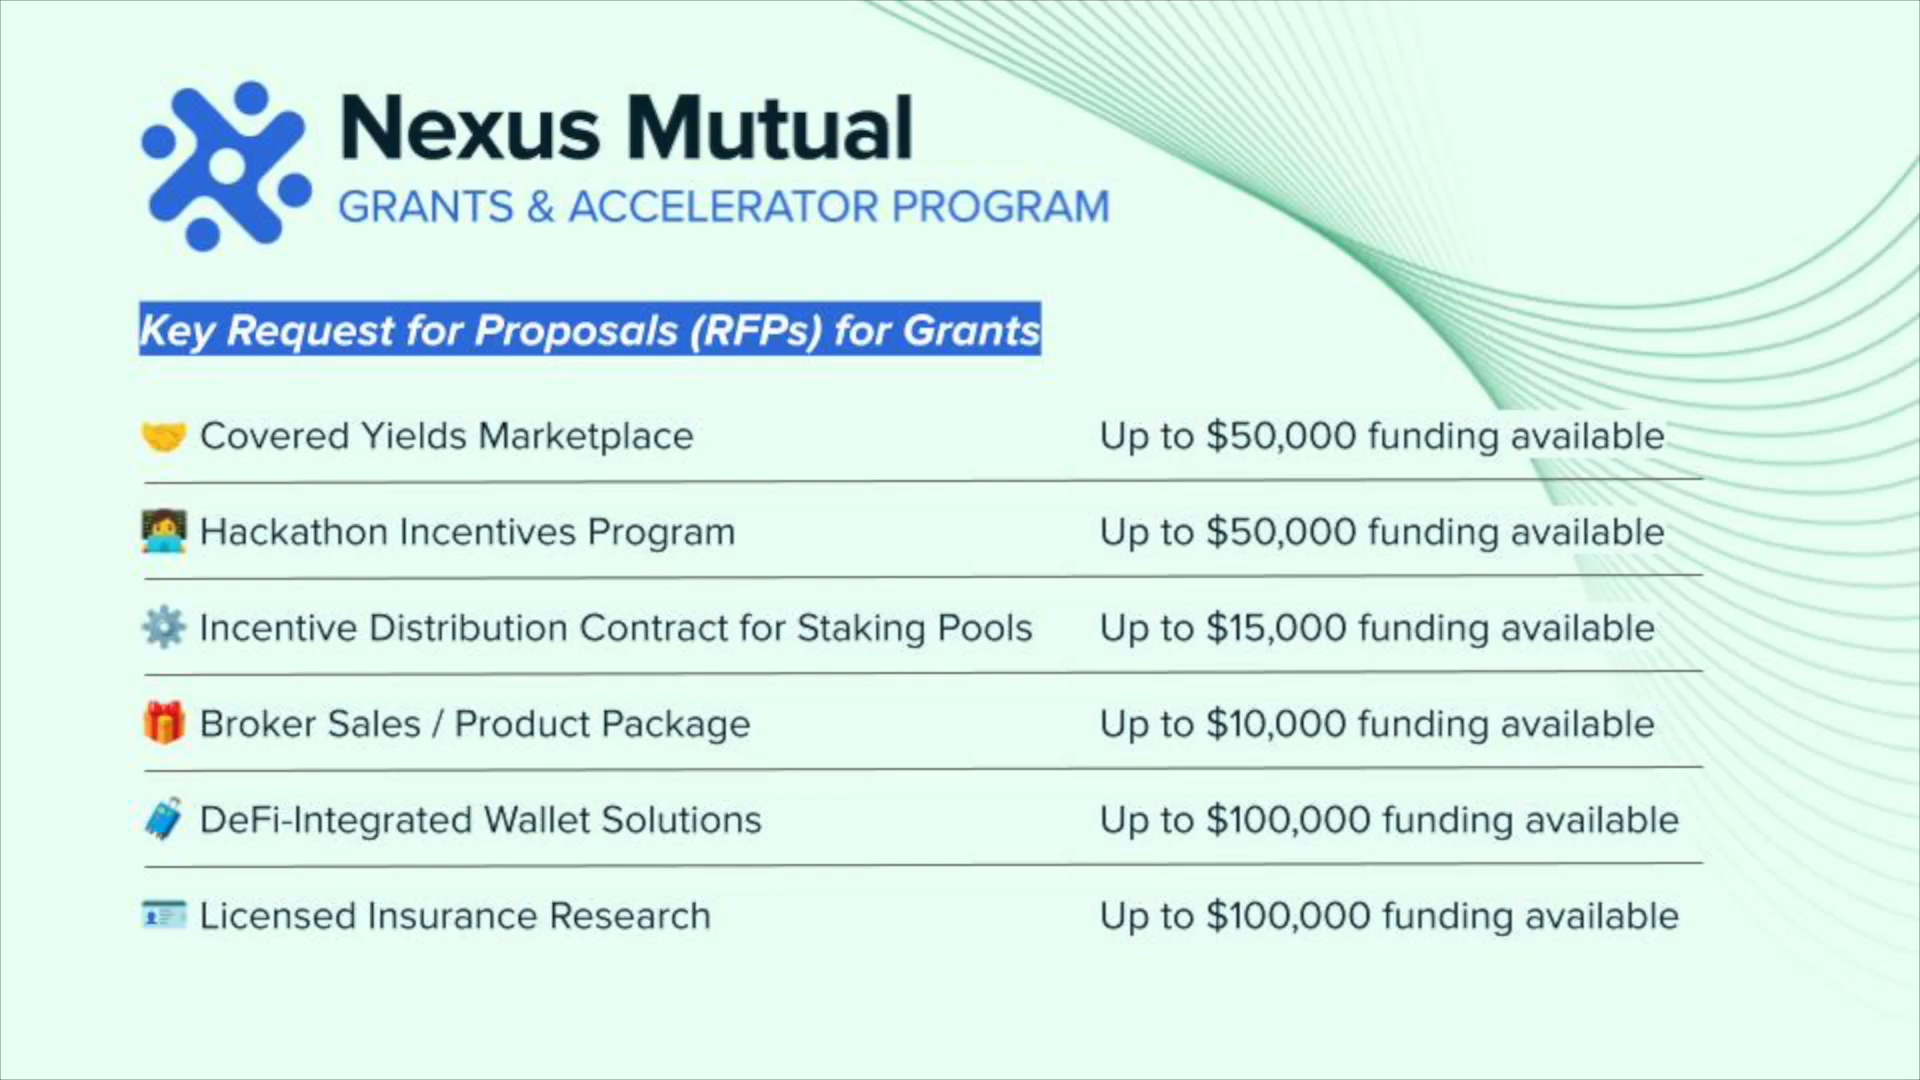 Nexus Mutual
GRANTS & ACCELERATOR PROGRAM
Key Request for Proposals (RFPs) for Grants
Covered Yields Marketplace Up to $50,000 funding available
Hackathon Incentives Program Up to $50,000 funding available
Incentive Distribution Contract for Staking Pools Up to $15,000 funding available
Broker Sales / Product Package Up to $10,000 funding available
DeFi-Integrated Wallet Solutions Up to $100,000 funding available
Licensed Insurance Research Up to $100,000 funding available